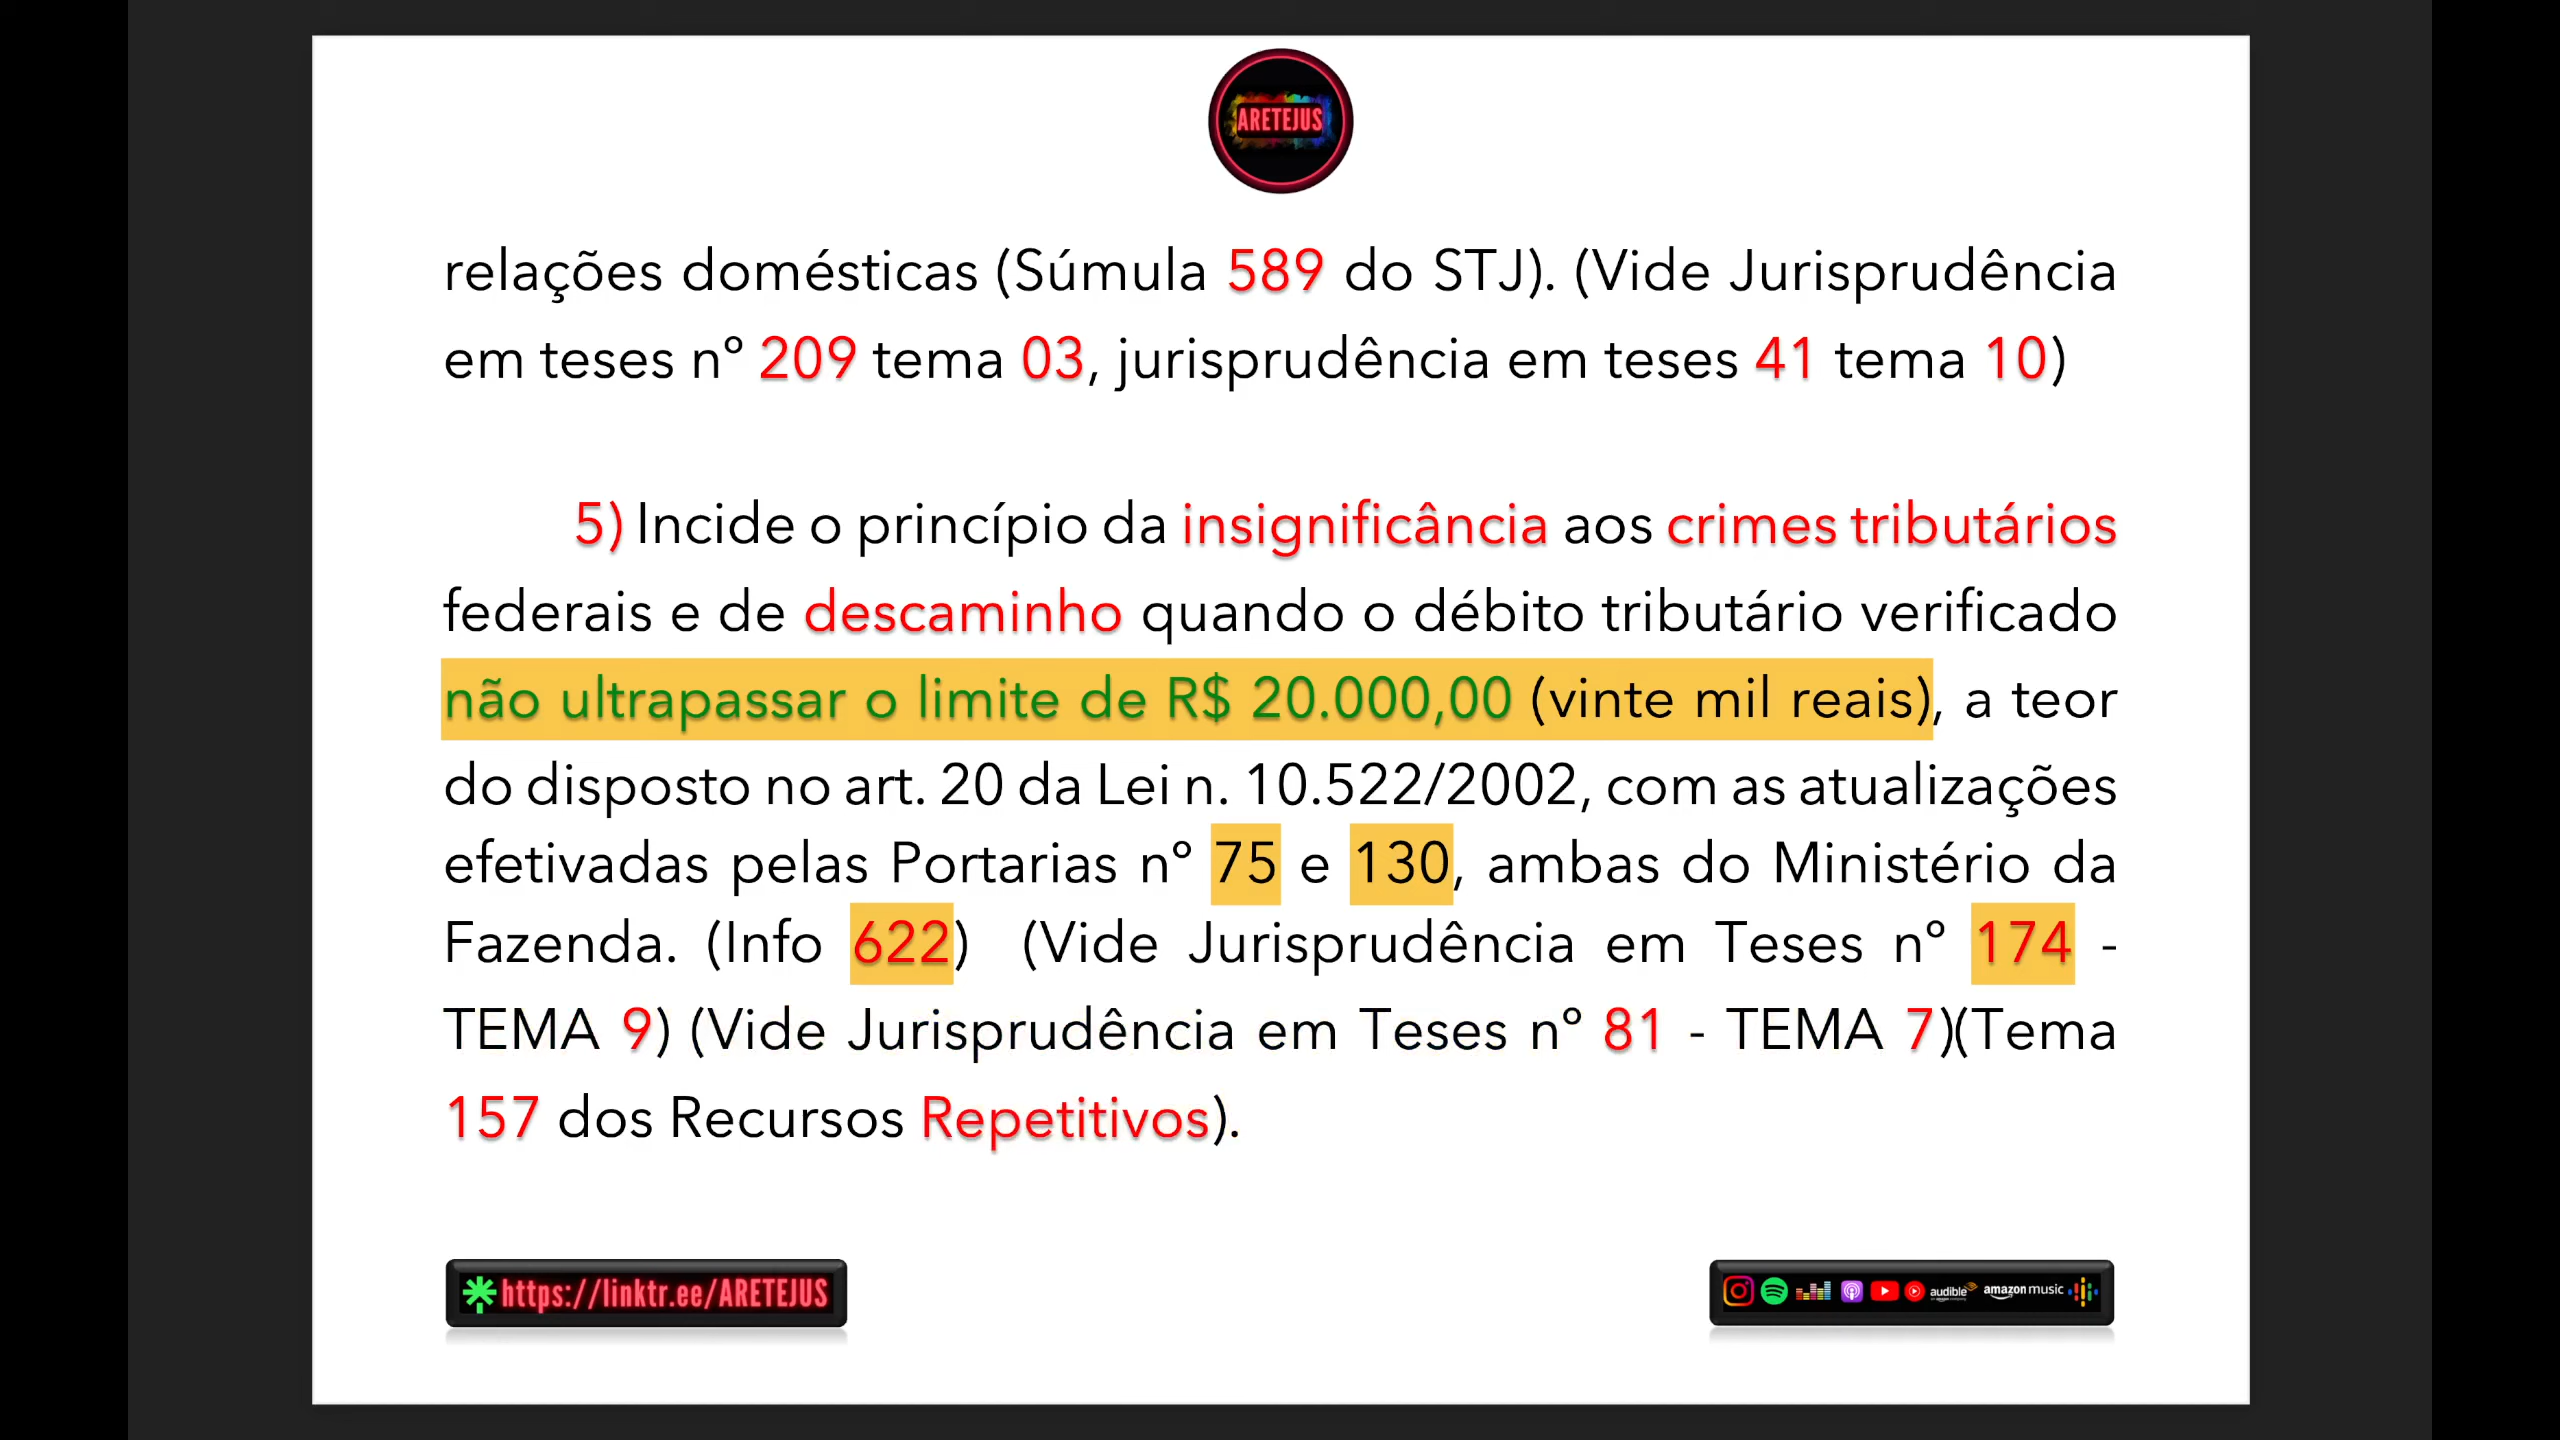 ARETEJUS
relações domésticas (Súmula 589 do STJ). (Vide Jurisprudência
em teses nº 209 tema 03, jurisprudência em teses 41 tema 10)
5) Incide o princípio da insignificância aos crimes tributários
federais e de descaminho quando o débito tributário verificado
não ultrapassar o limite de R$ 20.000,00 (vinte mil reais), a teor
do disposto no art. 20 da Lei n. 10.522/2002, com as atualizações
efetivadas pelas Portarias nº 75 e 130, ambas do Ministério da
Fazenda. (Info 622) (Vide Jurisprudência em Teses nº 174 -
TEMA 9) (Vide Jurisprudência em Teses nº 81 - TEMA 7)(Tema
157 dos Recursos Repetitivos).
https://linktr.ee/ARETEJUS
audible amazon music